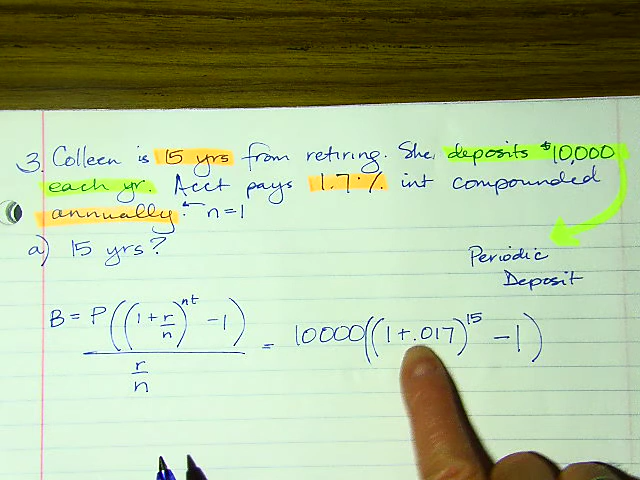 3. Colleen is 15 yrs from retiring. She deposits $10,000
each yr. Acct pays 1.7% int compounded
annually. ← n=1
a) 15 yrs?
Periodic
Deposit
B = P((1+r/n)^nt -1) / (r/n) = 10000((1+.017)^15 -1)